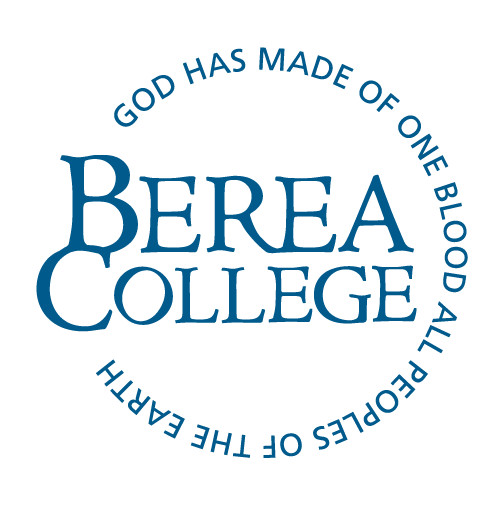 GOD HAS MADE OF ONE BLOOD ALL PEOPLES OF THE EARTH
BEREA
COLLEGE